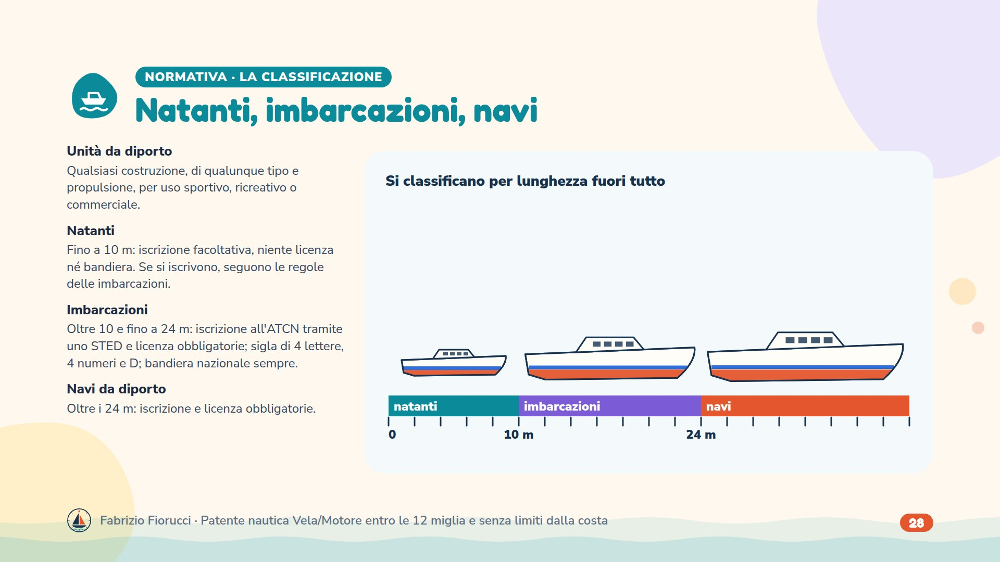 NORMATIVA · LA CLASSIFICAZIONE
Natanti, imbarcazioni, navi
Unità da diporto
Qualsiasi costruzione, di qualunque tipo e
propulsione, per uso sportivo, ricreativo o
commerciale.
Natanti
Fino a 10 m: iscrizione facoltativa, niente licenza
né bandiera. Se si iscrivono, seguono le regole
delle imbarcazioni.
Imbarcazioni
Oltre 10 e fino a 24 m: iscrizione all'ATCN tramite
uno STED e licenza obbligatorie; sigla di 4 lettere,
4 numeri e D; bandiera nazionale sempre.
Navi da diporto
Oltre i 24 m: iscrizione e licenza obbligatorie.
Si classificano per lunghezza fuori tutto
natanti
imbarcazioni
navi
0
10 m
24 m
Fabrizio Fiorucci · Patente nautica Vela/Motore entro le 12 miglia e senza limiti dalla costa
28